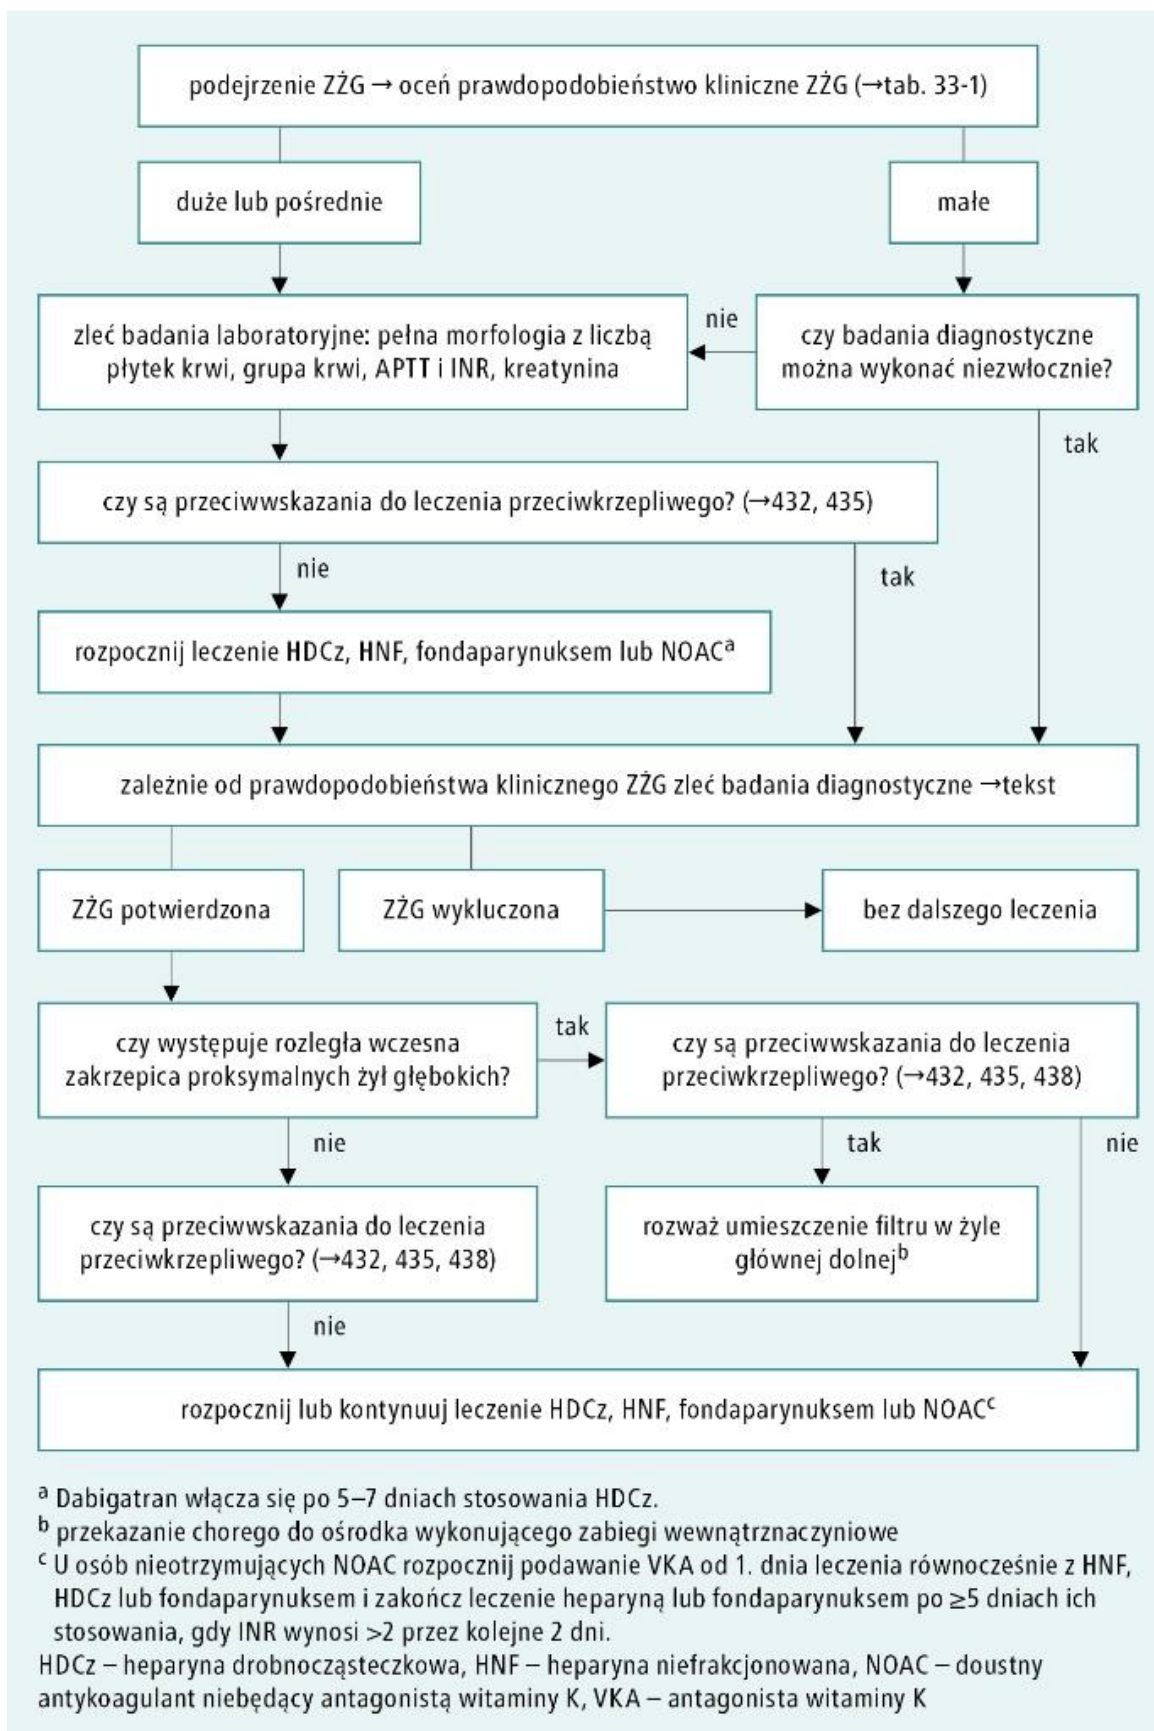 podejrzenie ZŻG → oceń prawdopodobieństwo kliniczne ZŻG (→tab. 33-1)
duże lub pośrednie
małe
zleć badania laboratoryjne: pełna morfologia z liczbą
płytek krwi, grupa krwi, APTT i INR, kreatynina
nie
czy badania diagnostyczne
można wykonać niezwłocznie?
tak
czy są przeciwwskazania do leczenia przeciwkrzepliwego? (→432, 435)
nie
tak
rozpocznij leczenie HDCz, HNF, fondaparynuksem lub NOACᵃ
zależnie od prawdopodobieństwa klinicznego ZŻG zleć badania diagnostyczne →tekst
ZŻG potwierdzona
ZŻG wykluczona
bez dalszego leczenia
czy występuje rozległa wczesna
zakrzepica proksymalnych żył głębokich?
tak
czy są przeciwwskazania do leczenia
przeciwkrzepliwego? (→432, 435, 438)
nie
tak
nie
czy są przeciwwskazania do leczenia
przeciwkrzepliwego? (→432, 435, 438)
rozważ umieszczenie filtru w żyle
głównej dolnejᵇ
nie
rozpocznij lub kontynuuj leczenie HDCz, HNF, fondaparynuksem lub NOACᶜ
ᵃ Dabigatran włącza się po 5–7 dniach stosowania HDCz.
ᵇ przekazanie chorego do ośrodka wykonującego zabiegi wewnątrznaczyniowe
ᶜ U osób nieotrzymujących NOAC rozpocznij podawanie VKA od 1. dnia leczenia równocześnie z HNF,
HDCz lub fondaparynuksem i zakończ leczenie heparyną lub fondaparynuksem po ≥5 dniach ich
stosowania, gdy INR wynosi >2 przez kolejne 2 dni.
HDCz – heparyna drobnocząsteczkowa, HNF – heparyna niefrakcjonowana, NOAC – doustny
antykoagulant niebędący antagonistą witaminy K, VKA – antagonista witaminy K